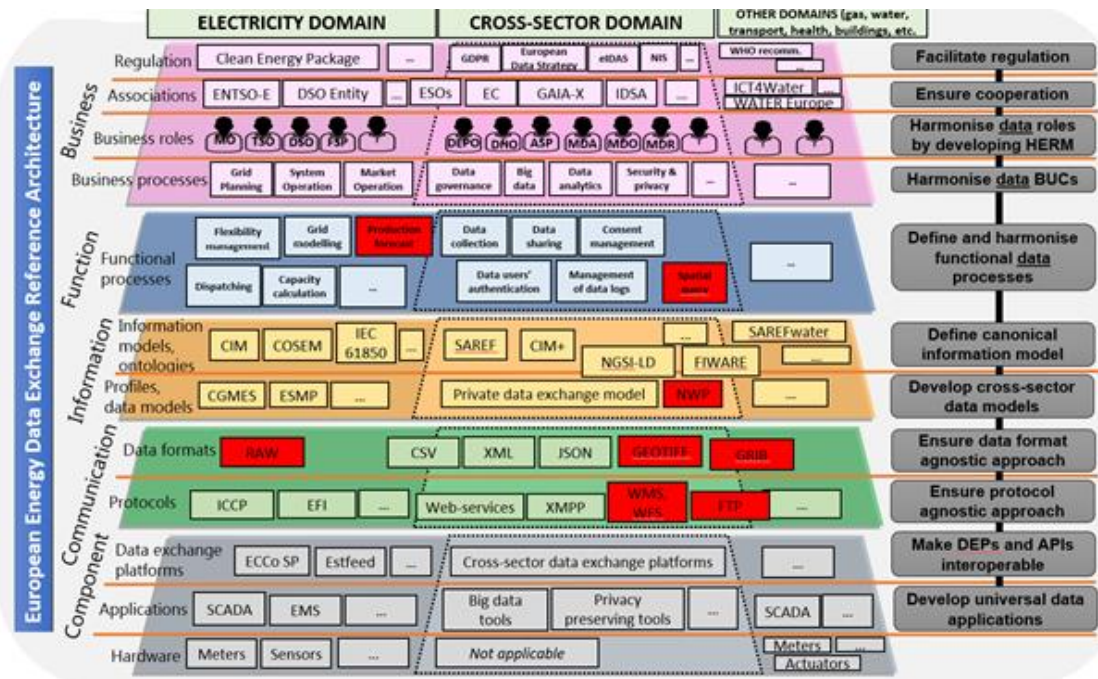 ELECTRICITY DOMAIN
CROSS-SECTOR DOMAIN
OTHER DOMAINS (gas, water,
transport, health, buildings, etc.
European Energy Data Exchange Reference Architecture
Business
Regulation
Clean Energy Package
...
GDPR
European
Data Strategy
eIDAS
NIS
...
WHO recomm.
...
Facilitate regulation
Associations
ENTSO-E
DSO Entity
...
ESOs
EC
GAIA-X
IDSA
...
ICT4Water
...
WATER Europe
Ensure cooperation
Business roles
MO
TSO
DSO
FSP
?
DEPO
DHO
ASP
MDA
MDO
MDR
?
?
?
Harmonise data roles
by developing HERM
Business processes
Grid
Planning
System
Operation
Market
Operation
Data
governance
Big
data
Data
analytics
Security &
privacy
...
...
Harmonise data BUCs
Function
Functional
processes
Flexibility
management
Grid
modelling
Production
forecast
Data
collection
Data
sharing
Consent
management
...
Dispatching
Capacity
calculation
...
Data users'
authentication
Management
of data logs
Spatial
Define and harmonise
functional data
processes
Information
Information
models,
ontologies
CIM
COSEM
IEC
61850
...
SAREF
CIM+
...
NGSI-LD
FIWARE
SAREFwater
...
Define canonical
information model
Profiles,
data models
CGMES
ESMP
...
Private data exchange model
NWP
...
Develop cross-sector
data models
Communication
Data formats
RAW
CSV
XML
JSON
GEOTIFF
GRIB
Ensure data format
agnostic approach
Protocols
ICCP
EFI
...
Web-services
XMPP
WMS,
WFS
FTP
...
Ensure protocol
agnostic approach
Component
Data exchange
platforms
ECCo SP
Estfeed
...
Cross-sector data exchange platforms
...
Make DEPs and APIs
interoperable
Applications
SCADA
EMS
...
Big data
tools
Privacy
preserving tools
...
SCADA
...
Develop universal data
applications
Hardware
Meters
Sensors
...
Not applicable
Meters
...
Actuators